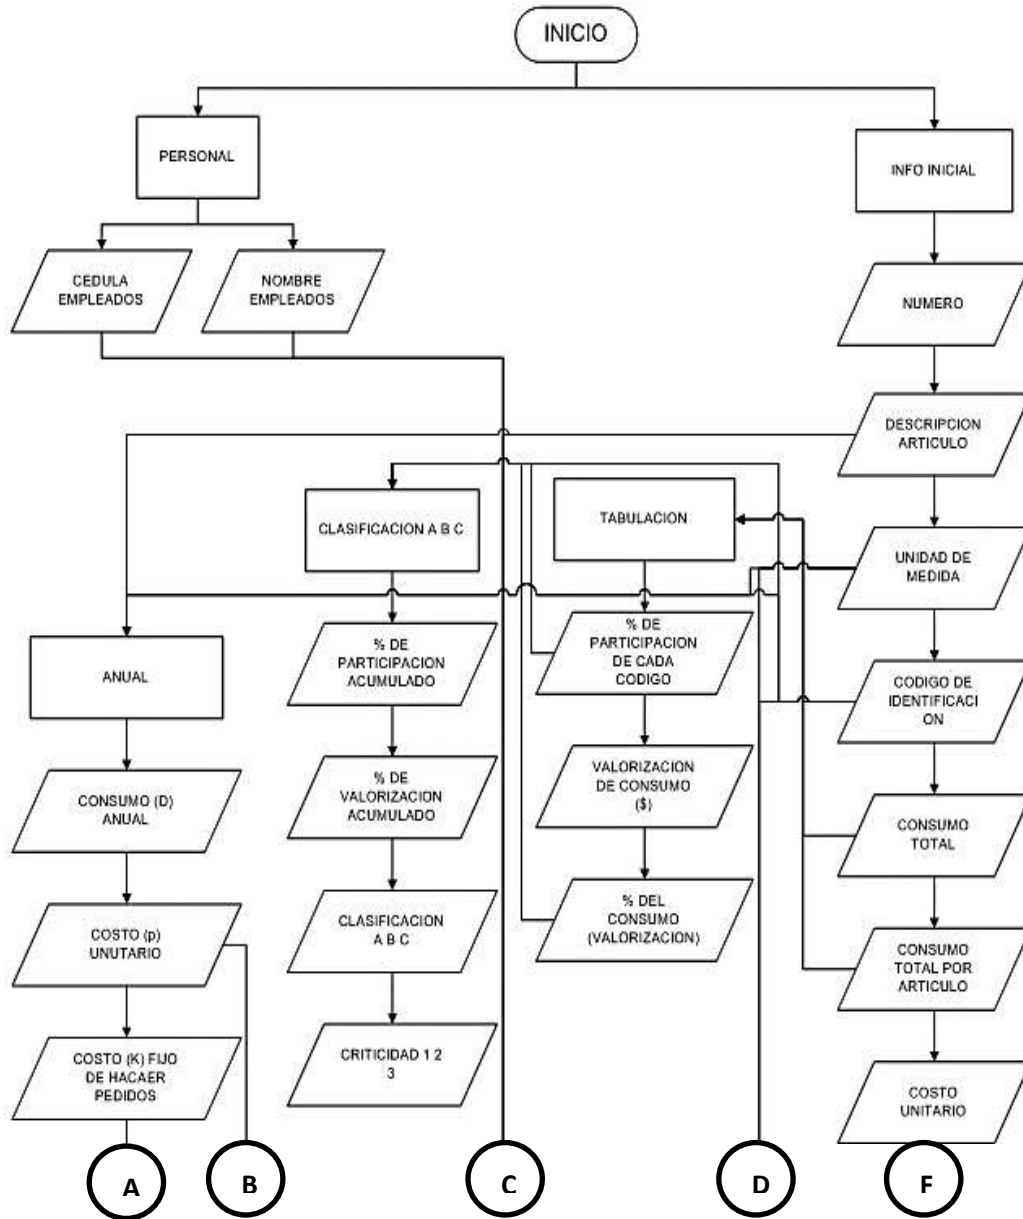 INICIO
PERSONAL
INFO INICIAL
CEDULA
EMPLEADOS
NOMBRE
EMPLEADOS
NUMERO
DESCRIPCION
ARTICULO
CLASIFICACION A B C
TABULACION
UNIDAD DE
MEDIDA
ANUAL
% DE
PARTICIPACION
ACUMULADO
% DE
PARTICIPACION
DE CADA
CODIGO
CODIGO DE
IDENTIFICACI
ON
CONSUMO (D)
ANUAL
% DE
VALORIZACION
ACUMULADO
VALORIZACION
DE CONSUMO
($)
CONSUMO
TOTAL
COSTO (p)
UNUTARIO
CLASIFICACION
A B C
% DEL
CONSUMO
(VALORIZACION)
CONSUMO
TOTAL POR
ARTICULO
COSTO (K) FIJO
DE HACAER
PEDIDOS
CRITICIDAD 1 2
3
COSTO
UNITARIO
A
B
C
D
F